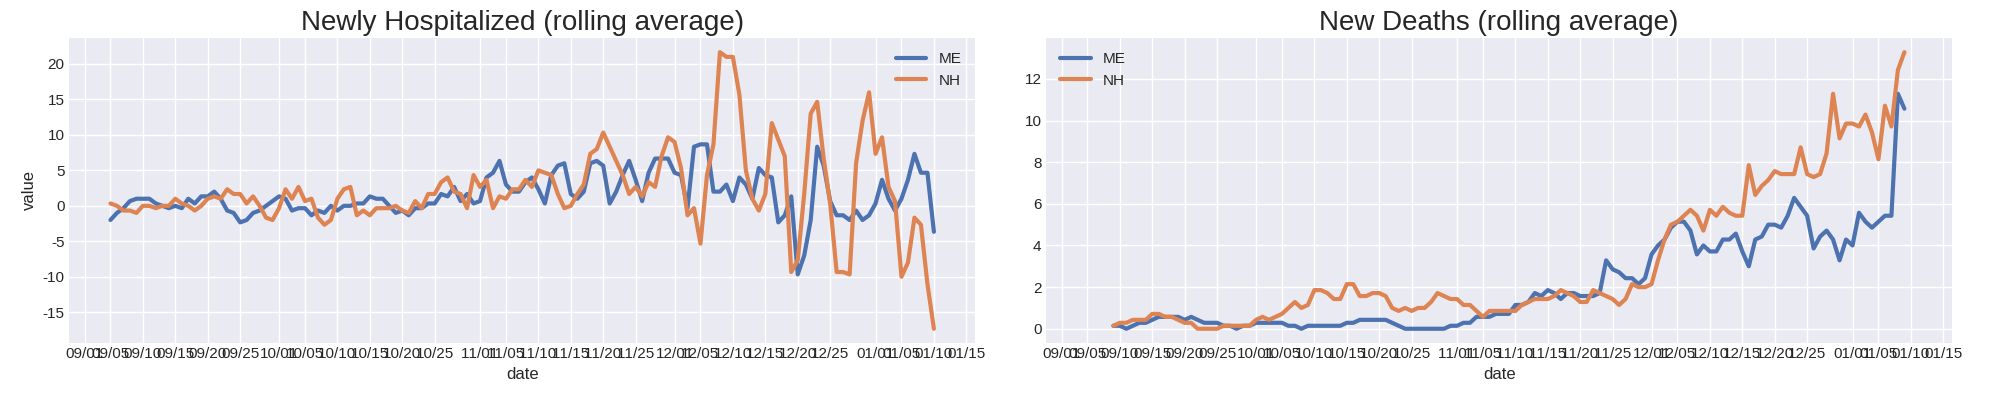 Newly Hospitalized (rolling average)
20
15
10
5
0
-5
-10
-15
value
ME
NH
09/01 09/05 09/10 09/15 09/20 09/25 10/01 10/05 10/10 10/15 10/20 10/25 11/01 11/05 11/10 11/15 11/20 11/25 12/01 12/05 12/10 12/15 12/20 12/25 01/01 01/05 01/10 01/15
date
New Deaths (rolling average)
12
10
8
6
4
2
0
ME
NH
09/01 09/05 09/10 09/15 09/20 09/25 10/01 10/05 10/10 10/15 10/20 10/25 11/01 11/05 11/10 11/15 11/20 11/25 12/01 12/05 12/10 12/15 12/20 12/25 01/01 01/05 01/10 01/15
date